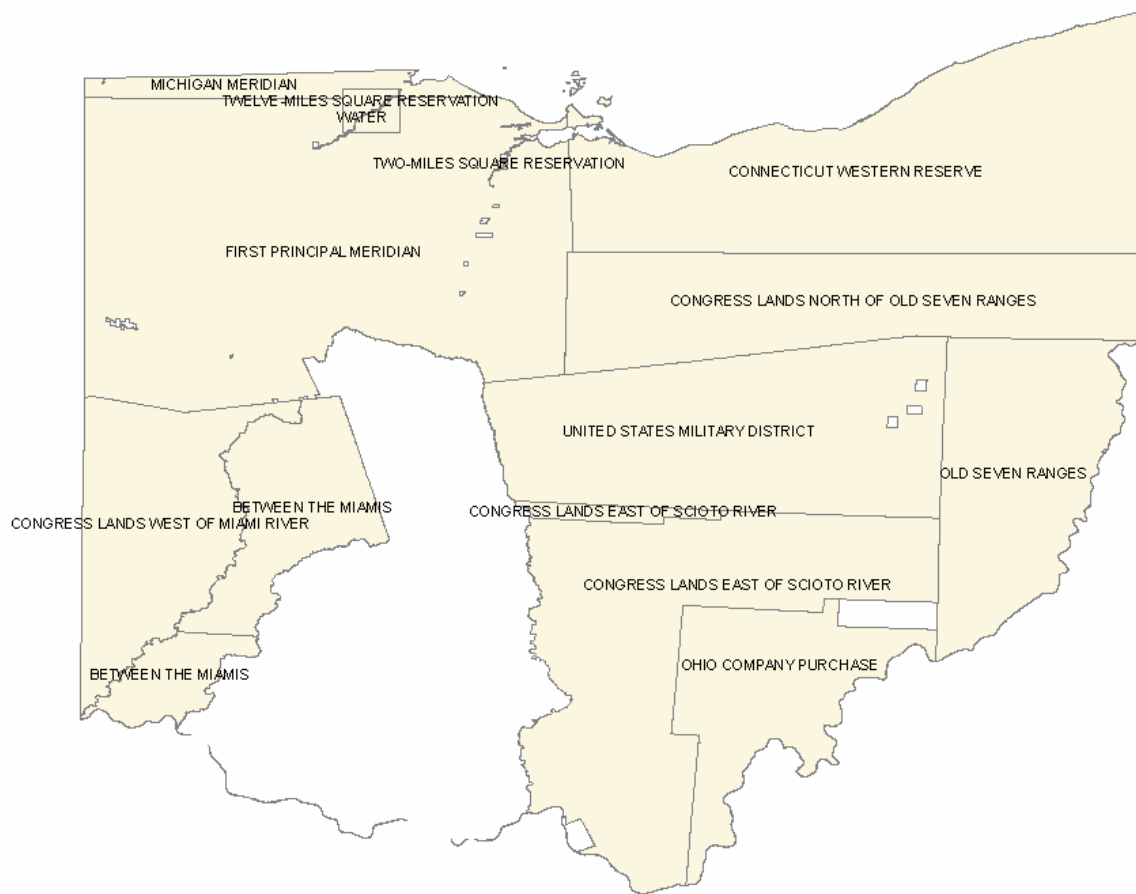 MICHIGAN MERIDIAN
TWELVE-MILES SQUARE RESERVATION
WATER
TWO-MILES SQUARE RESERVATION
CONNECTICUT WESTERN RESERVE
FIRST PRINCIPAL MERIDIAN
CONGRESS LANDS NORTH OF OLD SEVEN RANGES
UNITED STATES MILITARY DISTRICT
OLD SEVEN RANGES
BETWEEN THE MIAMIS
CONGRESS LANDS EAST OF SCIOTO RIVER
CONGRESS LANDS WEST OF MIAMI RIVER
CONGRESS LANDS EAST OF SCIOTO RIVER
OHIO COMPANY PURCHASE
BETWEEN THE MIAMIS